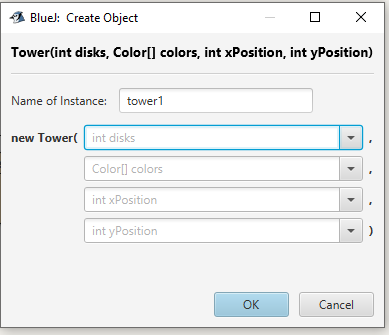 BlueJ: Create Object
Tower(int disks, Color[] colors, int xPosition, int yPosition)
Name of Instance: tower1
new Tower( int disks ,
Color[] colors ,
int xPosition ,
int yPosition )
OK Cancel